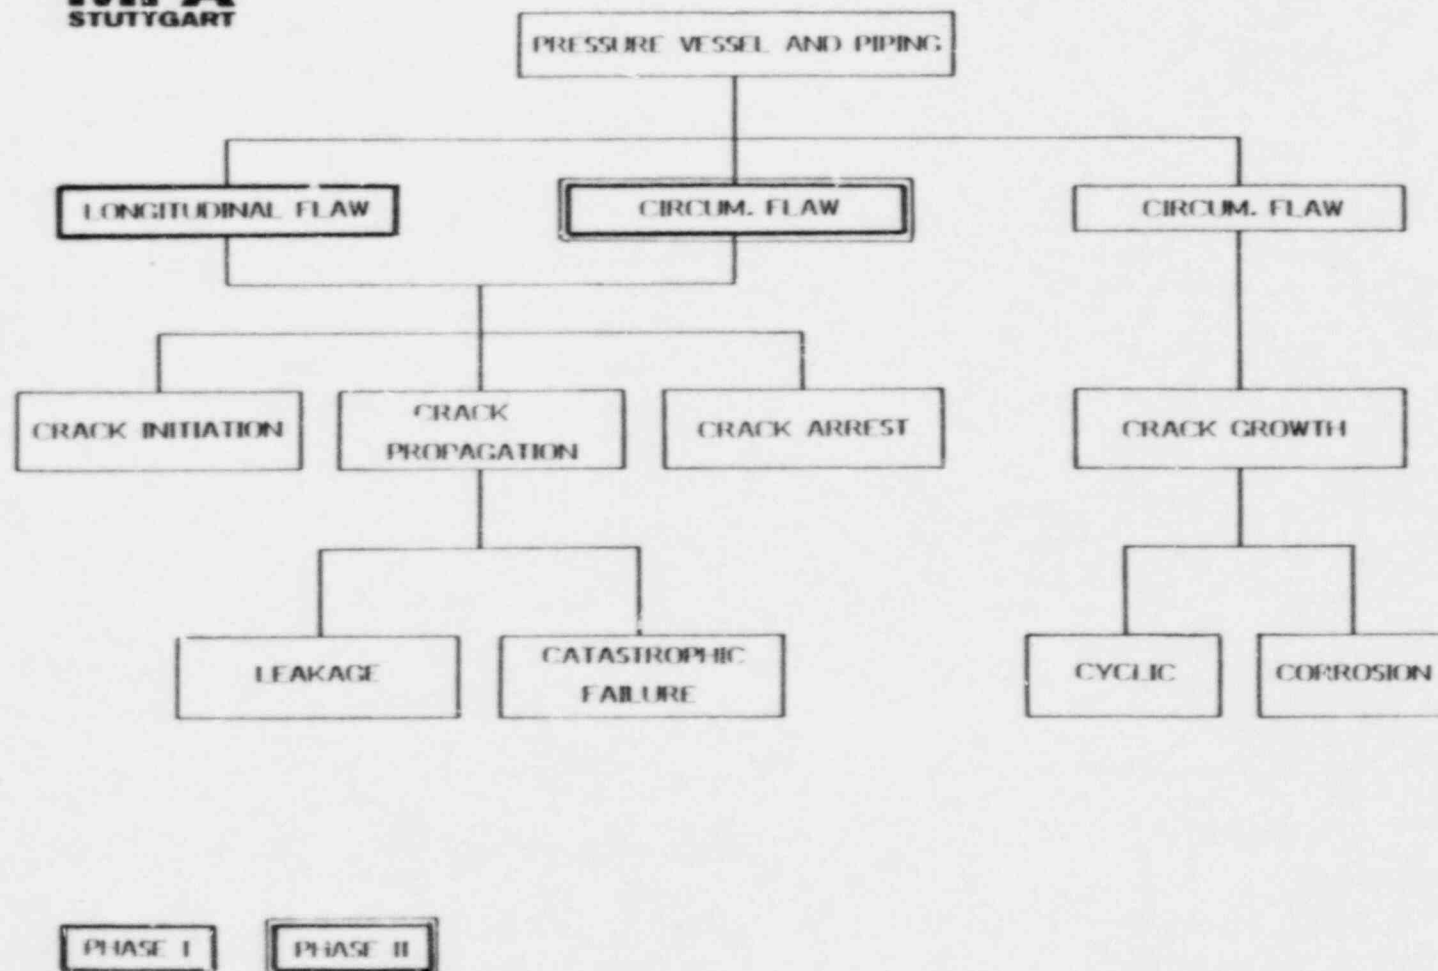 MPA
STUTTGART
PRESSURE VESSEL AND PIPING
LONGITUDINAL FLAW
CIRCUM. FLAW
CIRCUM. FLAW
CRACK INITIATION
CRACK
PROPAGATION
CRACK ARREST
CRACK GROWTH
LEAKAGE
CATASTROPHIC
FAILURE
CYCLIC
CORROSION
PHASE I
PHASE II